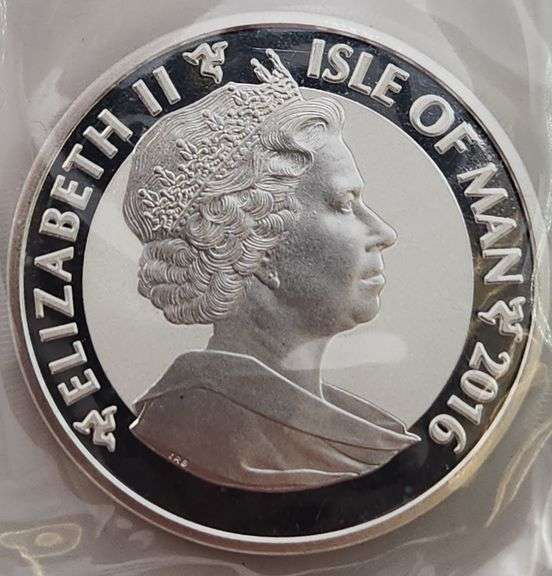 ELIZABETH II
ISLE OF MAN
2016